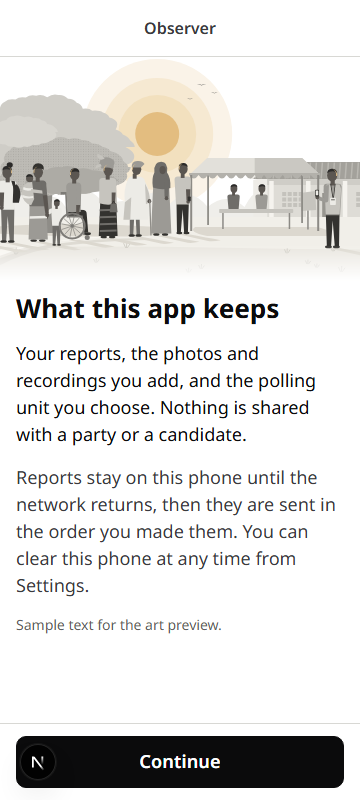 Observer
What this app keeps
Your reports, the photos and
recordings you add, and the polling
unit you choose. Nothing is shared
with a party or a candidate.
Reports stay on this phone until the
network returns, then they are sent in
the order you made them. You can
clear this phone at any time from
Settings.
Sample text for the art preview.
N
Continue